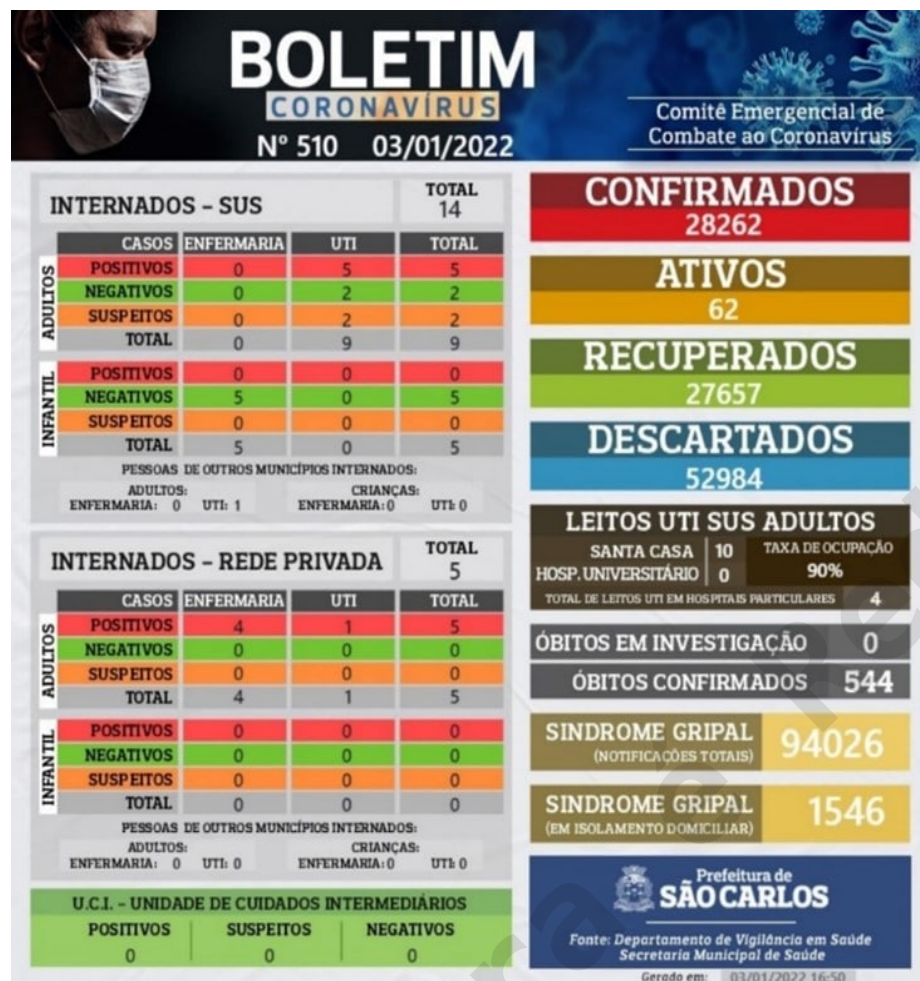 BOLETIM
CORONAVÍRUS
Nº 510 03/01/2022
Comitê Emergencial de
Combate ao Coronavírus
INTERNADOS - SUS
TOTAL
14
CASOS ENFERMARIA UTI TOTAL
ADULTOS
POSITIVOS 0 5 5
NEGATIVOS 0 2 2
SUSPEITOS 0 2 2
TOTAL 0 9 9
INFANTIL
POSITIVOS 0 0 0
NEGATIVOS 5 0 5
SUSPEITOS 0 0 0
TOTAL 5 0 5
PESSOAS DE OUTROS MUNICÍPIOS INTERNADOS:
ADULTOS: CRIANÇAS:
ENFERMARIA: 0 UTI: 1 ENFERMARIA: 0 UTI: 0
INTERNADOS - REDE PRIVADA
TOTAL
5
CASOS ENFERMARIA UTI TOTAL
ADULTOS
POSITIVOS 4 1 5
NEGATIVOS 0 0 0
SUSPEITOS 0 0 0
TOTAL 4 1 5
INFANTIL
POSITIVOS 0 0 0
NEGATIVOS 0 0 0
SUSPEITOS 0 0 0
TOTAL 0 0 0
PESSOAS DE OUTROS MUNICÍPIOS INTERNADOS:
ADULTOS: CRIANÇAS:
ENFERMARIA: 0 UTI: 0 ENFERMARIA: 0 UTI: 0
U.C.I. - UNIDADE DE CUIDADOS INTERMEDIÁRIOS
POSITIVOS SUSPEITOS NEGATIVOS
0 0 0
CONFIRMADOS
28262
ATIVOS
62
RECUPERADOS
27657
DESCARTADOS
52984
LEITOS UTI SUS ADULTOS
SANTA CASA 10 TAXA DE OCUPAÇÃO
HOSP. UNIVERSITÁRIO 0 90%
TOTAL DE LEITOS UTI EM HOSPITAIS PARTICULARES 4
ÓBITOS EM INVESTIGAÇÃO 0
ÓBITOS CONFIRMADOS 544
SINDROME GRIPAL
(NOTIFICAÇÕES TOTAIS) 94026
SINDROME GRIPAL
(EM ISOLAMENTO DOMICILIAR) 1546
Prefeitura de
SÃO CARLOS
Fonte: Departamento de Vigilância em Saúde
Secretaria Municipal de Saúde
Gerado em: 03/01/2022 16:50